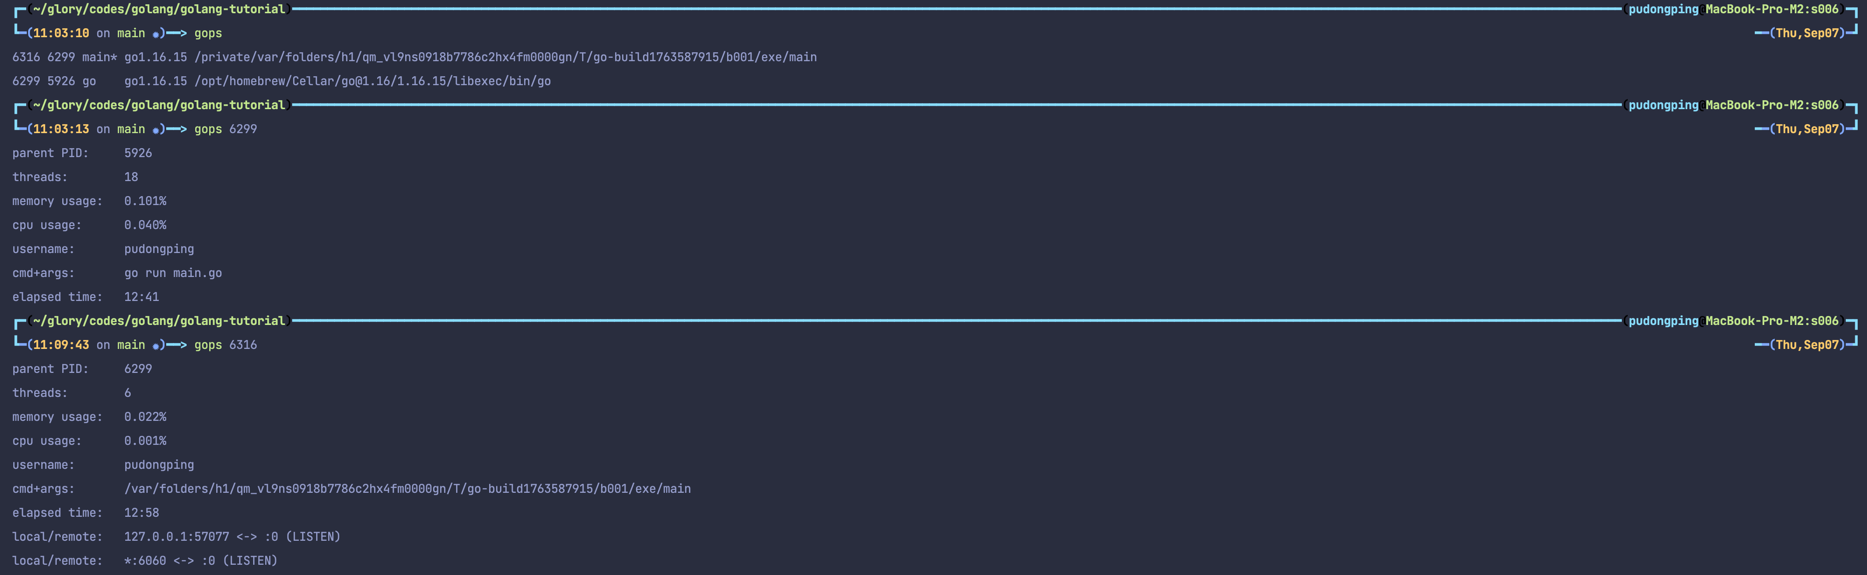 (~/glory/codes/golang/golang-tutorial) (pudongping@MacBook-Pro-M2:s006)
(11:03:10 on main ●)──> gops (Thu,Sep07)
6316 6299 main* go1.16.15 /private/var/folders/h1/qm_vl9ns0918b7786c2hx4fm0000gn/T/go-build1763587915/b001/exe/main
6299 5926 go    go1.16.15 /opt/homebrew/Cellar/go@1.16/1.16.15/libexec/bin/go
(~/glory/codes/golang/golang-tutorial) (pudongping@MacBook-Pro-M2:s006)
(11:03:13 on main ●)──> gops 6299 (Thu,Sep07)
parent PID:     5926
threads:        18
memory usage:   0.101%
cpu usage:      0.040%
username:       pudongping
cmd+args:       go run main.go
elapsed time:   12:41
(~/glory/codes/golang/golang-tutorial) (pudongping@MacBook-Pro-M2:s006)
(11:09:43 on main ●)──> gops 6316 (Thu,Sep07)
parent PID:     6299
threads:        6
memory usage:   0.022%
cpu usage:      0.001%
username:       pudongping
cmd+args:       /var/folders/h1/qm_vl9ns0918b7786c2hx4fm0000gn/T/go-build1763587915/b001/exe/main
elapsed time:   12:58
local/remote:   127.0.0.1:57077 <-> :0 (LISTEN)
local/remote:   *:6060 <-> :0 (LISTEN)